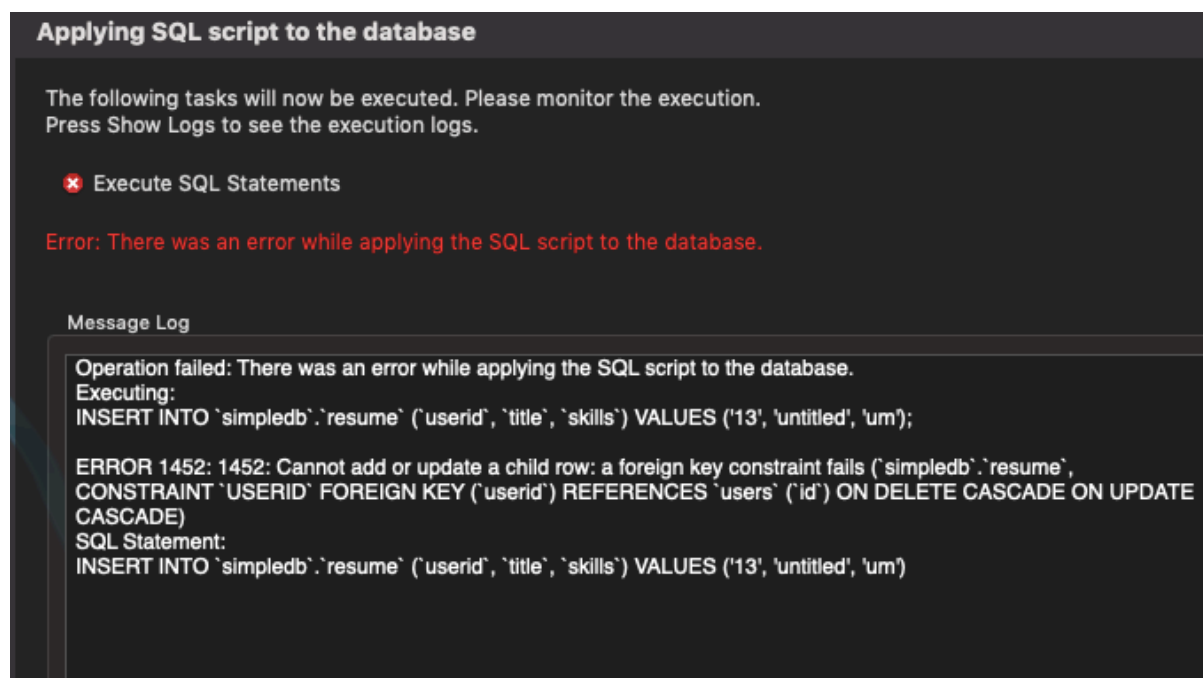 Applying SQL script to the database
The following tasks will now be executed. Please monitor the execution.
Press Show Logs to see the execution logs.
Execute SQL Statements
Error: There was an error while applying the SQL script to the database.
Message Log
Operation failed: There was an error while applying the SQL script to the database.
Executing:
INSERT INTO `simpledb`.`resume` (`userid`, `title`, `skills`) VALUES ('13', 'untitled', 'um');
ERROR 1452: 1452: Cannot add or update a child row: a foreign key constraint fails (`simpledb`.`resume`,
CONSTRAINT `USERID` FOREIGN KEY (`userid`) REFERENCES `users` (`id`) ON DELETE CASCADE ON UPDATE
CASCADE)
SQL Statement:
INSERT INTO `simpledb`.`resume` (`userid`, `title`, `skills`) VALUES ('13', 'untitled', 'um')